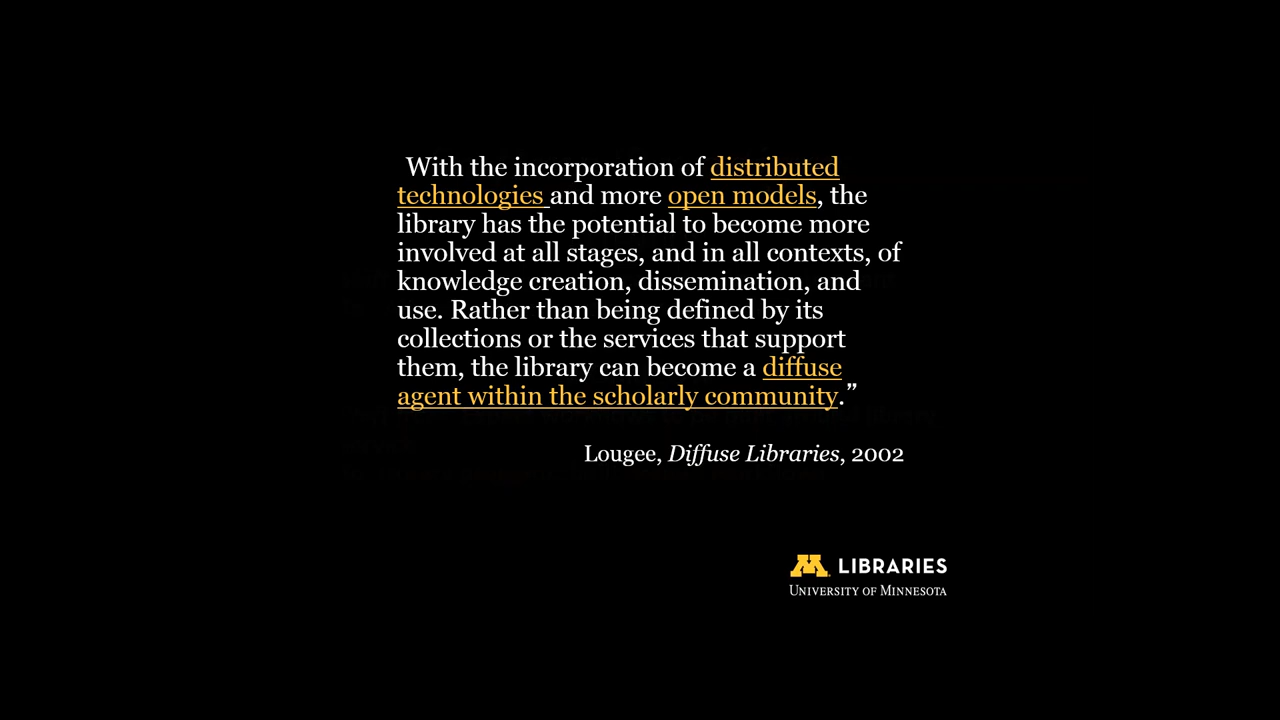 With the incorporation of distributed
technologies and more open models, the
library has the potential to become more
involved at all stages, and in all contexts, of
knowledge creation, dissemination, and
use. Rather than being defined by its
collections or the services that support
them, the library can become a diffuse
agent within the scholarly community.”
Lougee, Diffuse Libraries, 2002
M LIBRARIES
UNIVERSITY OF MINNESOTA